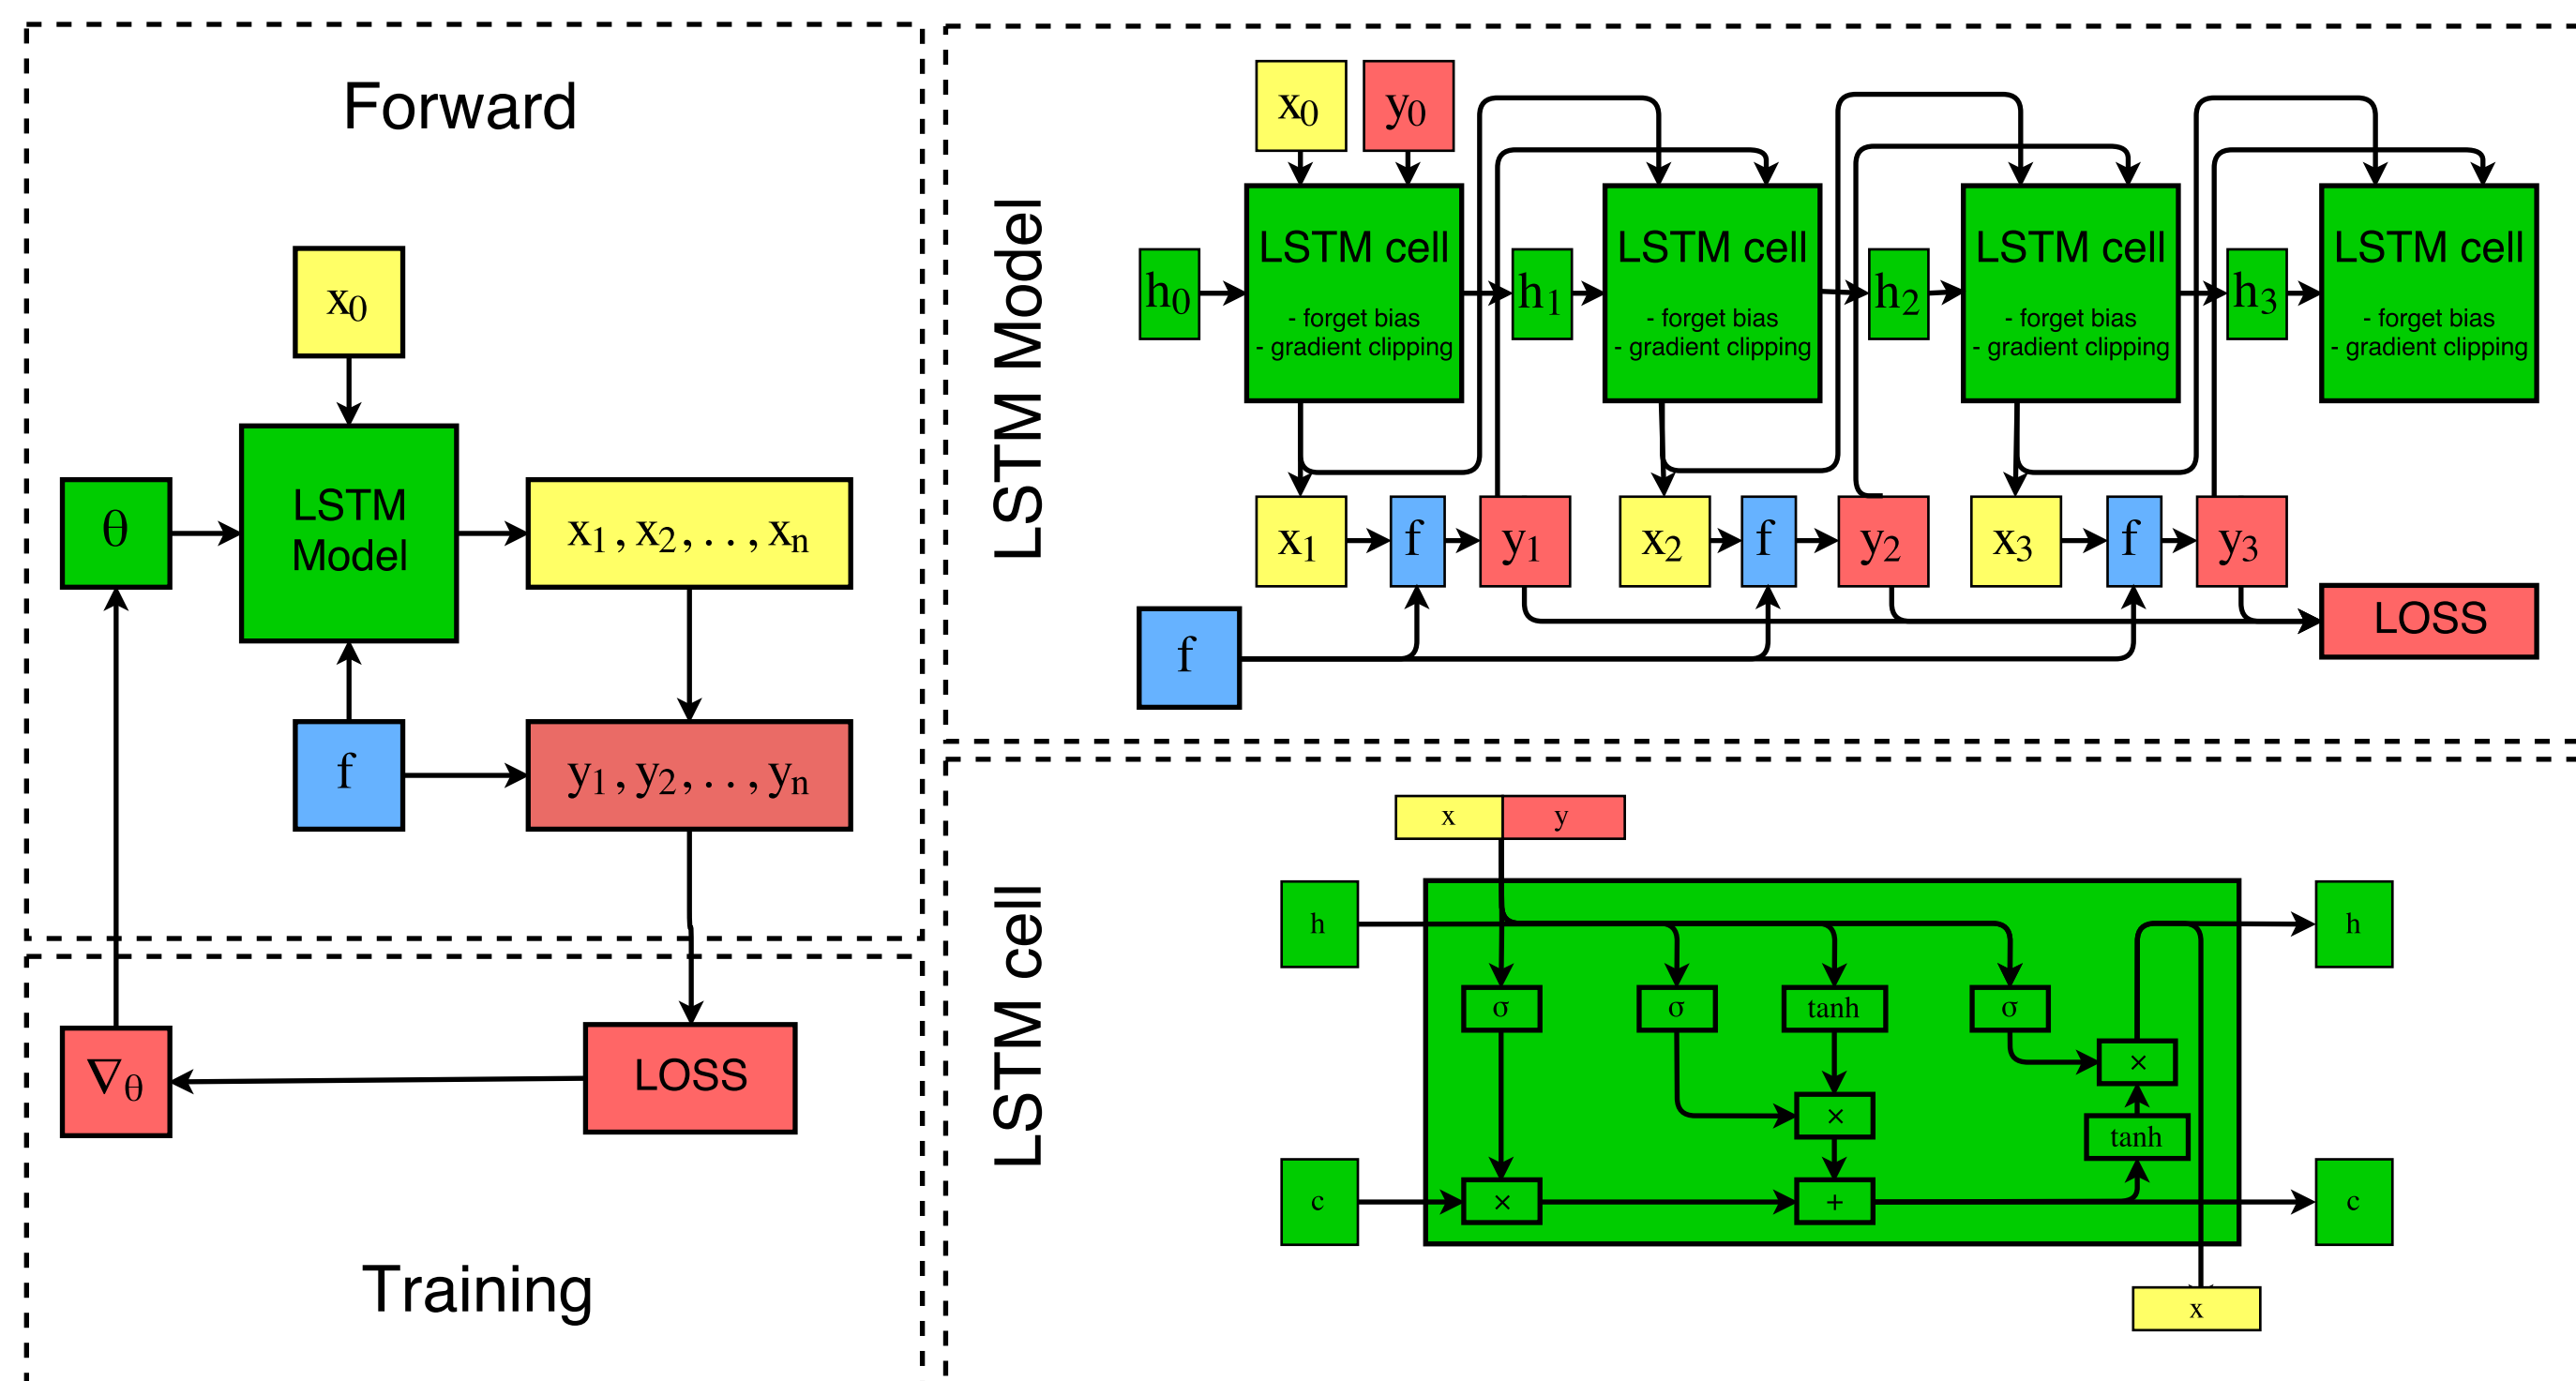 Forward
x0
θ
LSTM
Model
x1 , x2 , . . , xn
f
y1 , y2 , . . , yn
∇θ
LOSS
Training
LSTM Model
x0
y0
h0
LSTM cell
- forget bias
- gradient clipping
h1
LSTM cell
- forget bias
- gradient clipping
h2
LSTM cell
- forget bias
- gradient clipping
h3
LSTM cell
- forget bias
- gradient clipping
x1
f
y1
x2
f
y2
x3
f
y3
f
LOSS
LSTM cell
x
y
h
h
σ
σ
tanh
σ
×
×
tanh
c
×
+
c
x